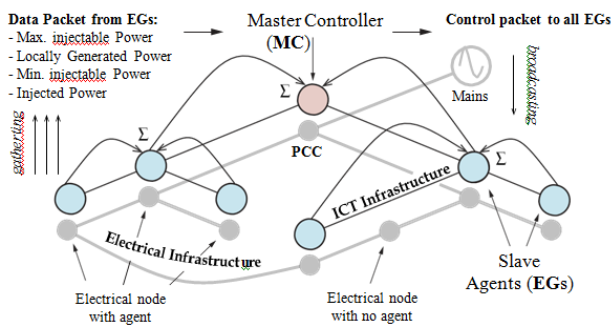 Data Packet from EGs:
- Max. injectable Power
- Locally Generated Power
- Min. injectable Power
- Injected Power
Master Controller
(MC)
Control packet to all EGs
gatherting
broadcasting
Σ
Σ
Σ
Mains
PCC
ICT Infrastructure
Electrical Infrastructure
Slave
Agents (EGs)
Electrical node
with agent
Electrical node
with no agent